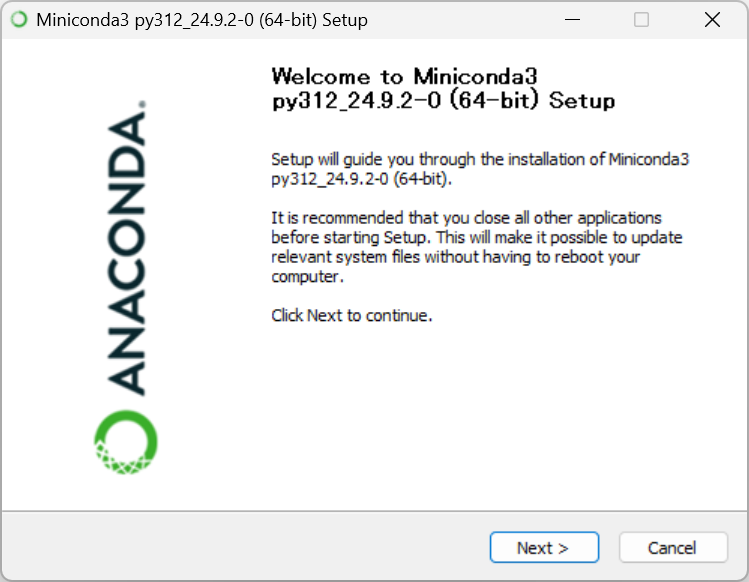 Miniconda3 py312_24.9.2-0 (64-bit) Setup
ANACONDA.
Welcome to Miniconda3
py312_24.9.2-0 (64-bit) Setup
Setup will guide you through the installation of Miniconda3
py312_24.9.2-0 (64-bit).
It is recommended that you close all other applications
before starting Setup. This will make it possible to update
relevant system files without having to reboot your
computer.
Click Next to continue.
Next >
Cancel